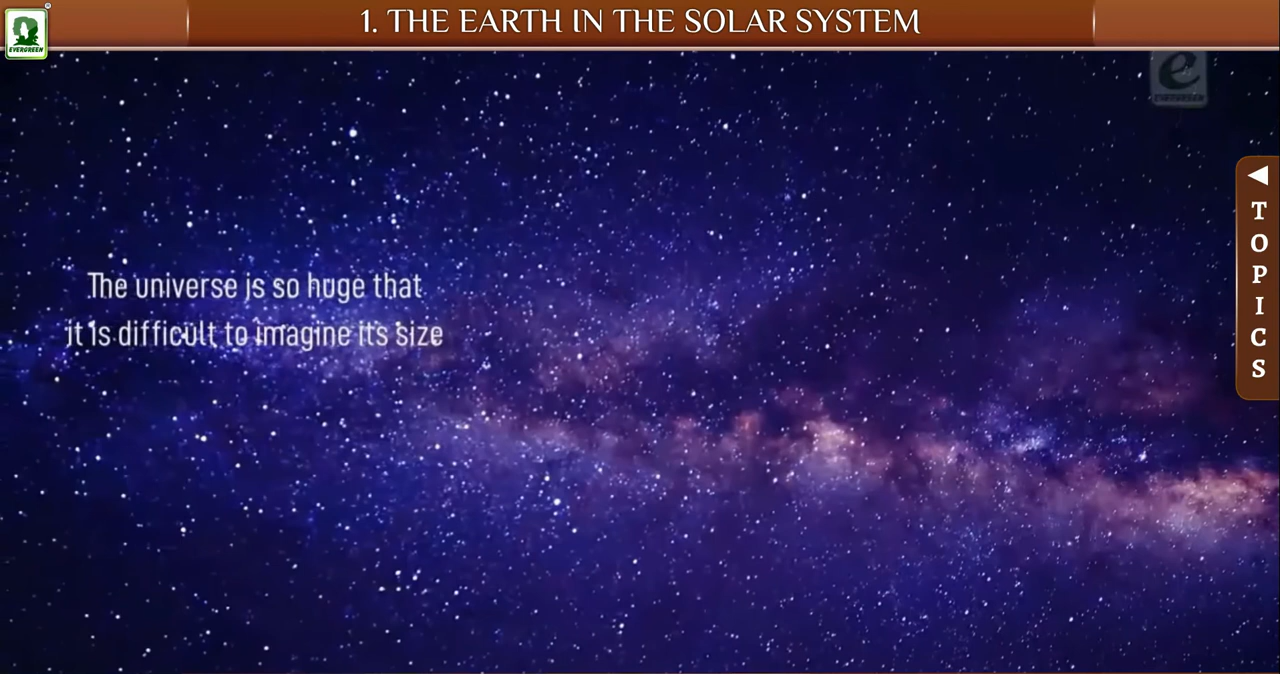 1. THE EARTH IN THE SOLAR SYSTEM
EVERGREEN
e
The universe is so huge that
it is difficult to imagine its size
TOPICS